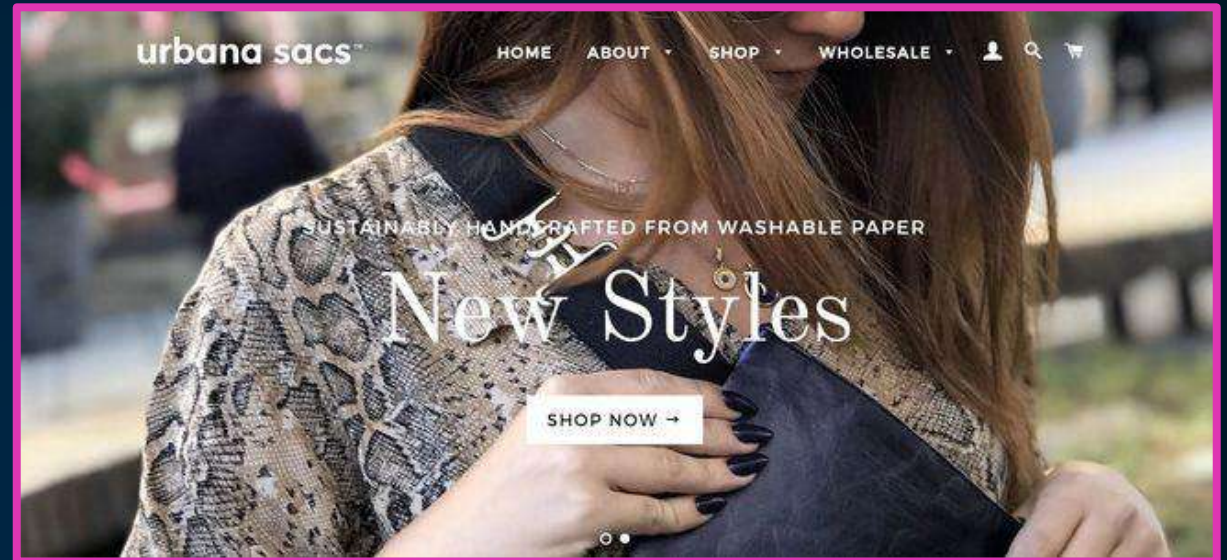 urbana sacs™
HOME ABOUT SHOP WHOLESALE
SUSTAINABLY HANDCRAFTED FROM WASHABLE PAPER
New Styles
SHOP NOW →